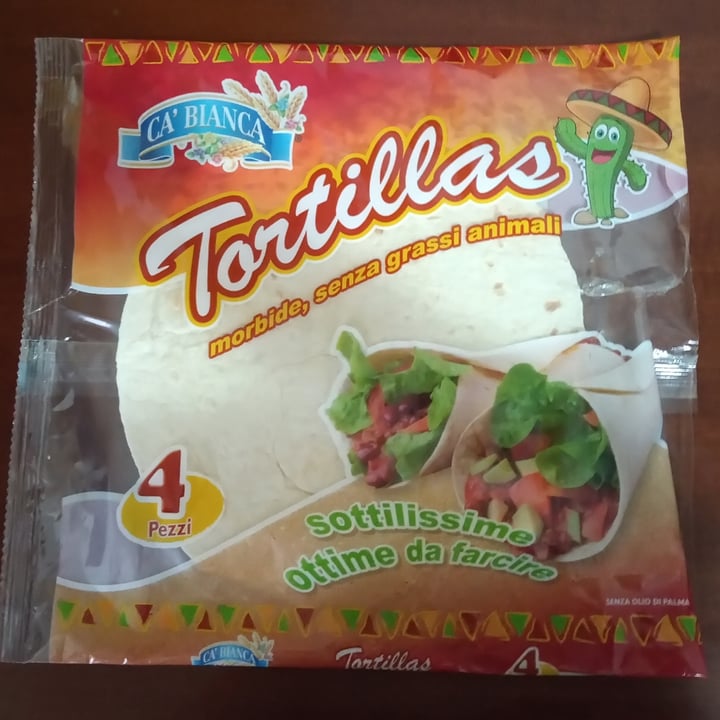 CA' BIANCA
Tortillas
morbide, senza grassi animali
4
Pezzi
sottilissime
ottime da farcire
SENZA OLIO DI PALMA
CA' BIANCA
Tortillas
4